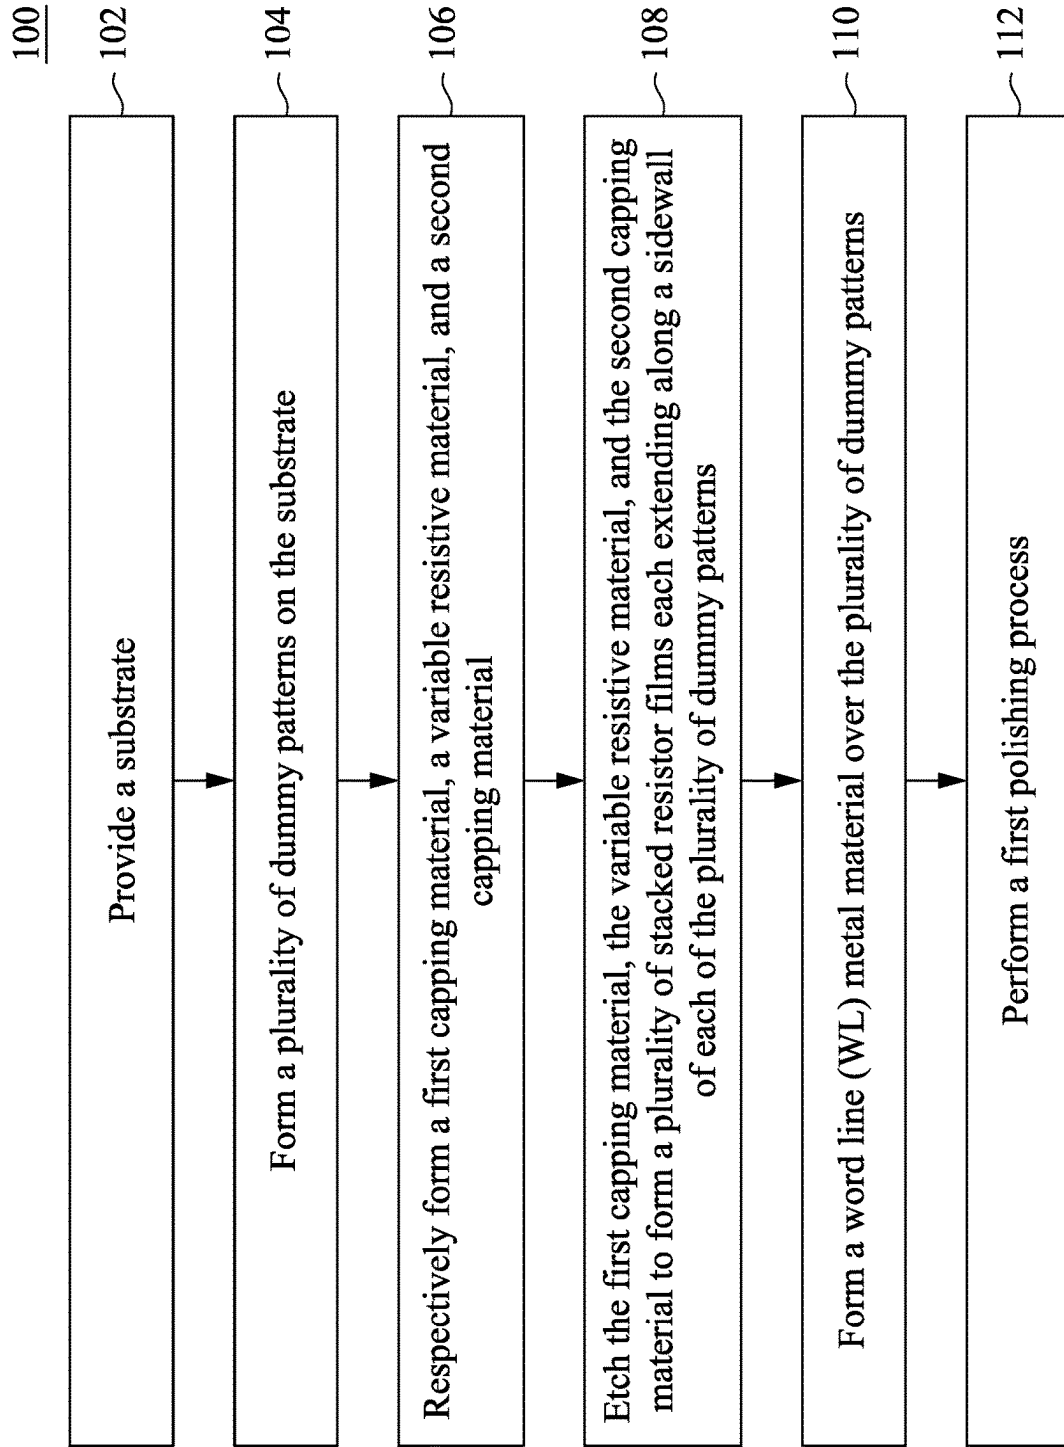 100
Provide a substrate
102
Form a plurality of dummy patterns on the substrate
104
Respectively form a first capping material, a variable resistive material, and a second
capping material
106
Etch the first capping material, the variable resistive material, and the second capping
material to form a plurality of stacked resistor films each extending along a sidewall
of each of the plurality of dummy patterns
108
Form a word line (WL) metal material over the plurality of dummy patterns
110
Perform a first polishing process
112